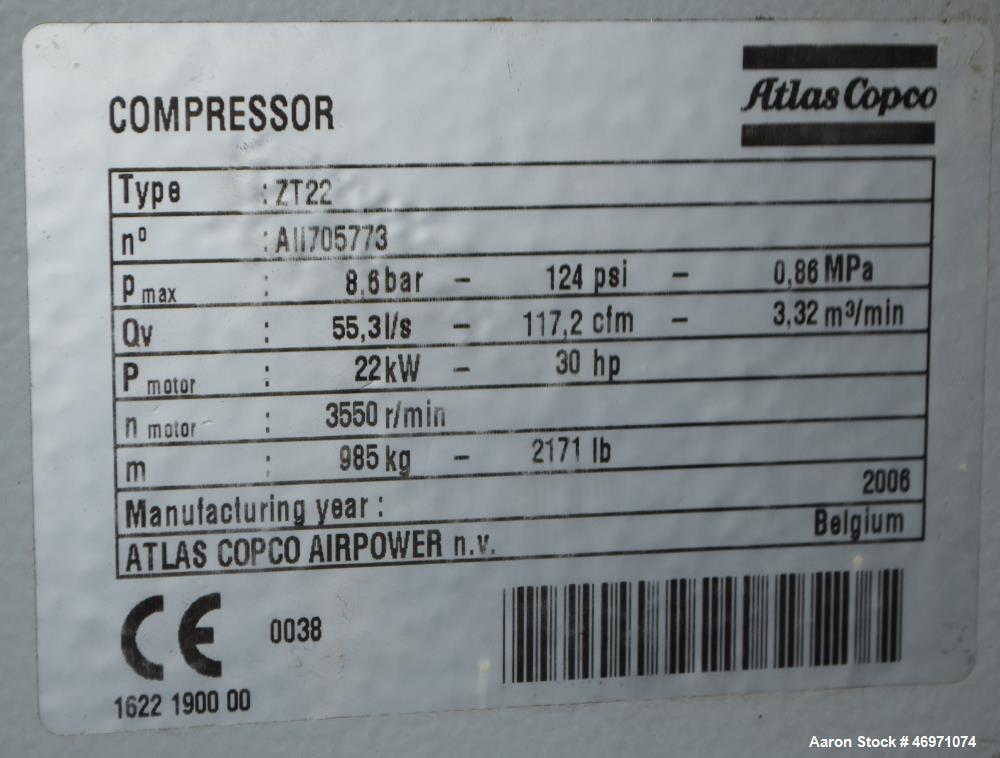 Atlas Copco
COMPRESSOR
Type : ZT22
nº : AII705773
P max : 8,6 bar – 124 psi – 0,86 MPa
Qv : 55,3 l/s – 117,2 cfm – 3,32 m³/min
P motor : 22 kW – 30 hp
n motor : 3550 r/min
m : 985 kg – 2171 lb
Manufacturing year : 2006
ATLAS COPCO AIRPOWER n.v. Belgium
CE 0038
1622 1900 00
Aaron Stock # 46971074